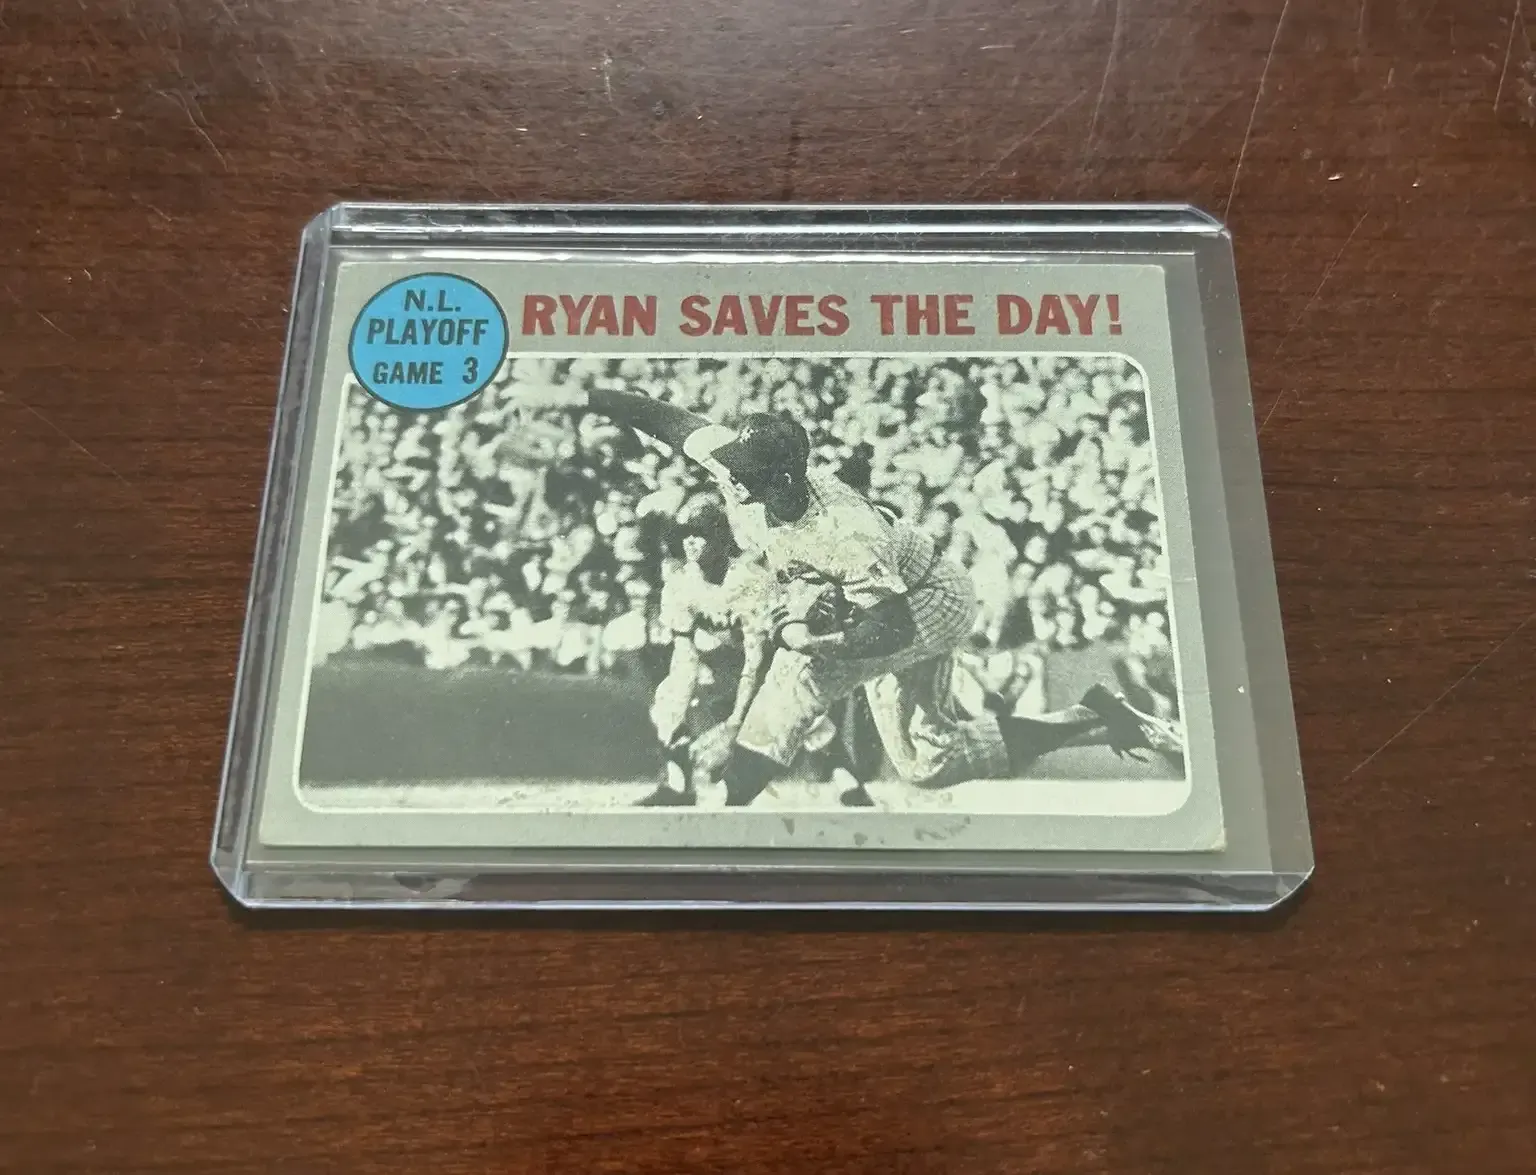 N.L.
PLAYOFF
GAME 3
RYAN SAVES THE DAY!